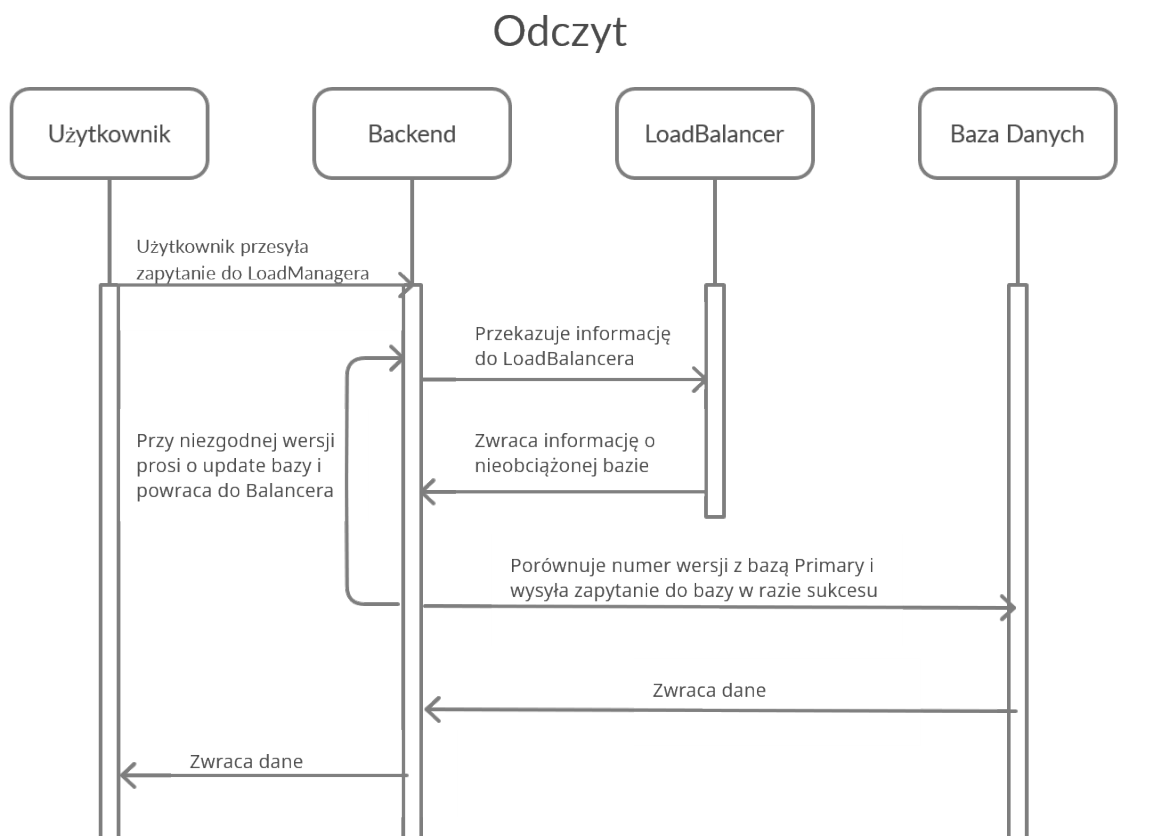 Odczyt
Użytkownik
Backend
LoadBalancer
Baza Danych
Użytkownik przesyła
zapytanie do LoadManagera
Przekazuje informację
do LoadBalancera
Przy niezgodnej wersji
prosi o update bazy i
powraca do Balancera
Zwraca informację o
nieobciążonej bazie
Porównuje numer wersji z bazą Primary i
wysyła zapytanie do bazy w razie sukcesu
Zwraca dane
Zwraca dane